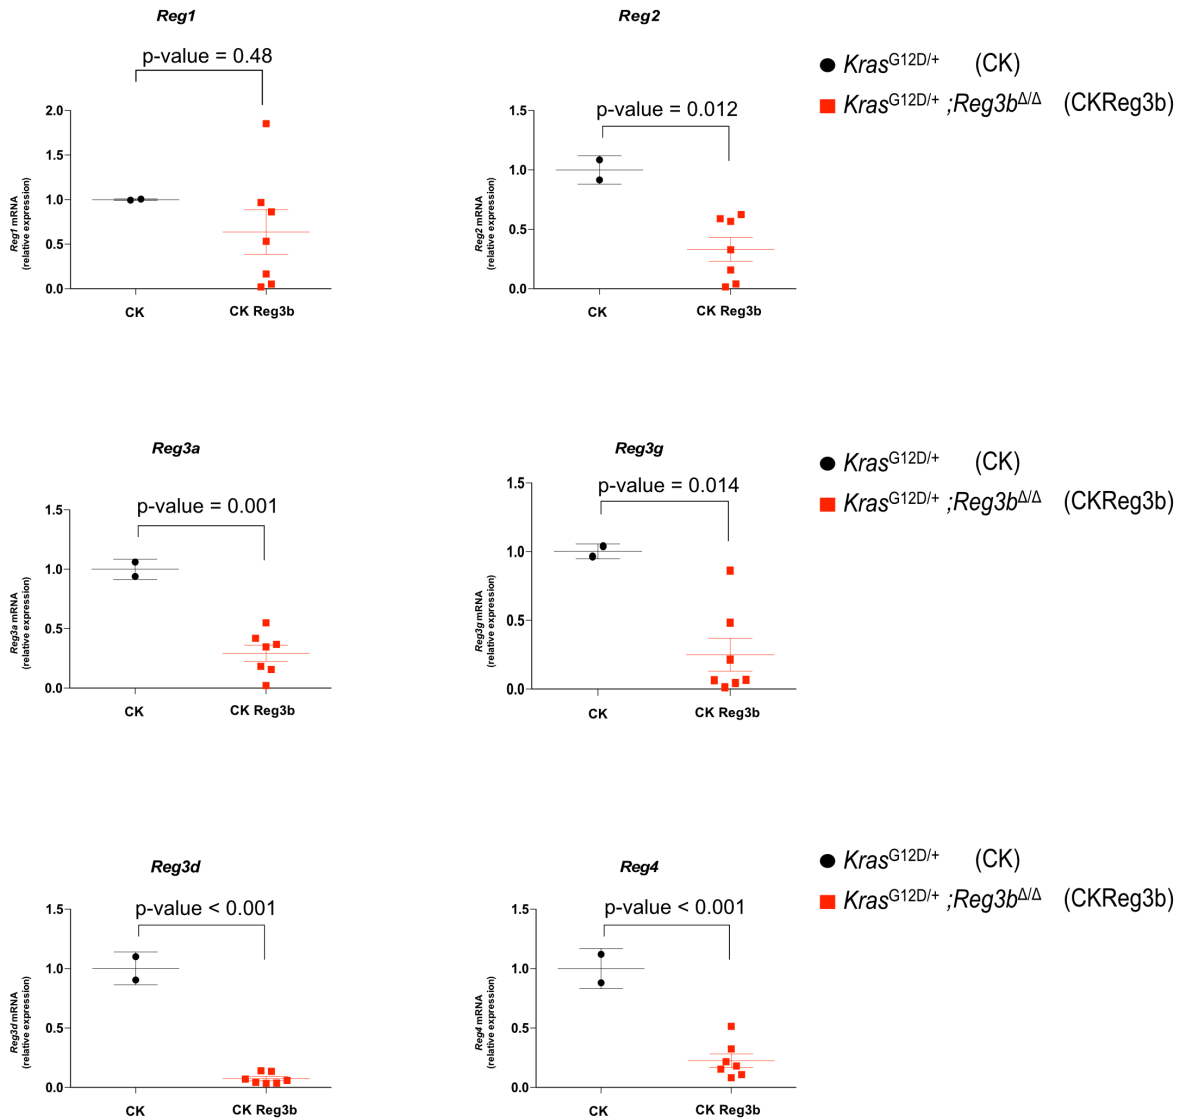 Reg1
p-value = 0.48
2.0
1.5
1.0
0.5
0.0
Reg1 mRNA
(relative expression)
CK
CK Reg3b
Reg2
p-value = 0.012
1.5
1.0
0.5
0.0
Reg2 mRNA
(relative expression)
CK
CK Reg3b
KrasG12D/+ (CK)
KrasG12D/+ ;Reg3bΔ/Δ (CKReg3b)
Reg3a
p-value = 0.001
1.5
1.0
0.5
0.0
Reg3a mRNA
(relative expression)
CK
CK Reg3b
Reg3g
p-value = 0.014
1.5
1.0
0.5
0.0
Reg3g mRNA
(relative expression)
CK
CK Reg3b
KrasG12D/+ (CK)
KrasG12D/+ ;Reg3bΔ/Δ (CKReg3b)
Reg3d
p-value < 0.001
1.5
1.0
0.5
0.0
Reg3d mRNA
(relative expression)
CK
CK Reg3b
Reg4
p-value < 0.001
1.5
1.0
0.5
0.0
Reg4 mRNA
(relative expression)
CK
CK Reg3b
KrasG12D/+ (CK)
KrasG12D/+ ;Reg3bΔ/Δ (CKReg3b)